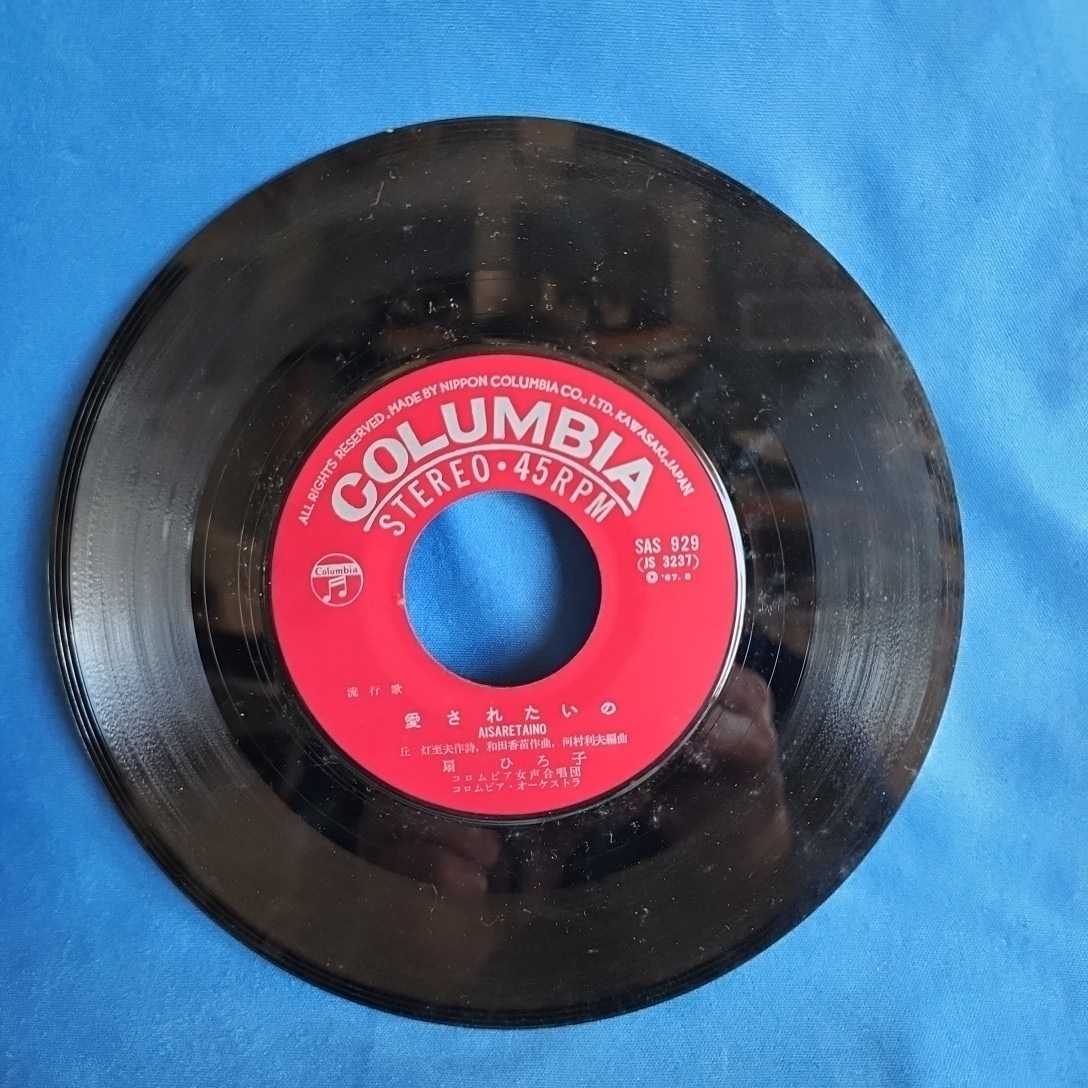 ALL RIGHTS RESERVED. MADE BY NIPPON COLUMBIA CO., LTD. KAWASAKI, JAPAN
COLUMBIA
STEREO・45RPM
SAS 929
(JS 3237)
Ⓟ '67. 8
Columbia
流行歌
愛されたいの
AISARETAINO
丘 灯至夫作詩, 和田香苗作曲, 河村利夫編曲
扇 ひろ子
コロムビア女声合唱団
コロムビア・オーケストラ